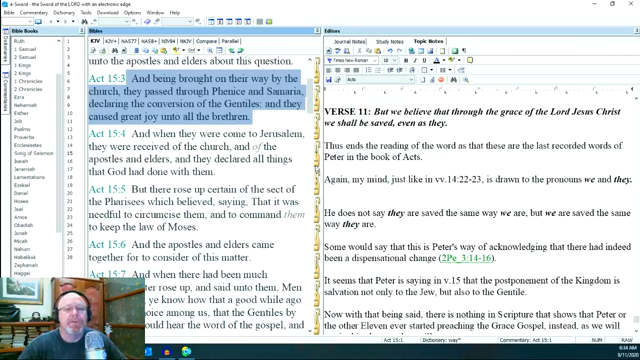 e-Sword - the Sword of the LORD with an electronic edge
Bible Commentary Dictionary Tools Download Options Window Help
Bible Books
Bibles
Editors
KJV Compare Parallel
Journal Notes Study Notes Topic Notes
Times New Roman
Ruth
1 Samuel
2 Samuel
1 Kings
2 Kings
1 Chronicles
2 Chronicles
Ezra
Nehemiah
Esther
Job
Psalms
Proverbs
Ecclesiastes
Song of Solomon
Isaiah
Jeremiah
Lamentations
Ezekiel
Daniel
Hosea
Joel
Amos
Obadiah
Jonah
Micah
Nahum
Habakkuk
Zephaniah
Haggai
unto the apostles and elders about this question.
Act 15:3 And being brought on their way by the
church, they passed through Phenice and Samaria,
declaring the conversion of the Gentiles: and they
caused great joy unto all the brethren.
Act 15:4 And when they were come to Jerusalem,
they were received of the church, and of the
apostles and elders, and they declared all things
that God had done with them.
Act 15:5 But there rose up certain of the sect of
the Pharisees which believed, saying, That it was
needful to circumcise them, and to command them
to keep the law of Moses.
Act 15:6 And the apostles and elders came
together for to consider of this matter.
Act 15:7 And when there had been much
ter rose up, and said unto them, Men
ye know how that a good while ago
oice among us, that the Gentiles by
ould hear the word of the gospel, and
VERSE 11: But we believe that through the grace of the Lord Jesus Christ
we shall be saved, even as they.
Thus ends the reading of the word as that these are the last recorded words of
Peter in the book of Acts.
Again, my mind, just like in vv.14:22-23, is drawn to the pronouns we and they.
He does not say they are saved the same way we are, but we are saved the same
way they are.
Some would say that this is Peter's way of acknowledging that there had indeed
been a dispensational change (2Pe_3:14-16).
It seems that Peter is saying in v.15 that the postponement of the Kingdom is
salvation not only to the Jew, but also to the Gentile.
Now with that being said, there is nothing in Scripture that shows that Peter or
the other Eleven ever started preaching the Grace Gospel, instead, as we will
Act 15:1
Dictionary: way*
CAP
NUM
8:34 AM
8/11/2020